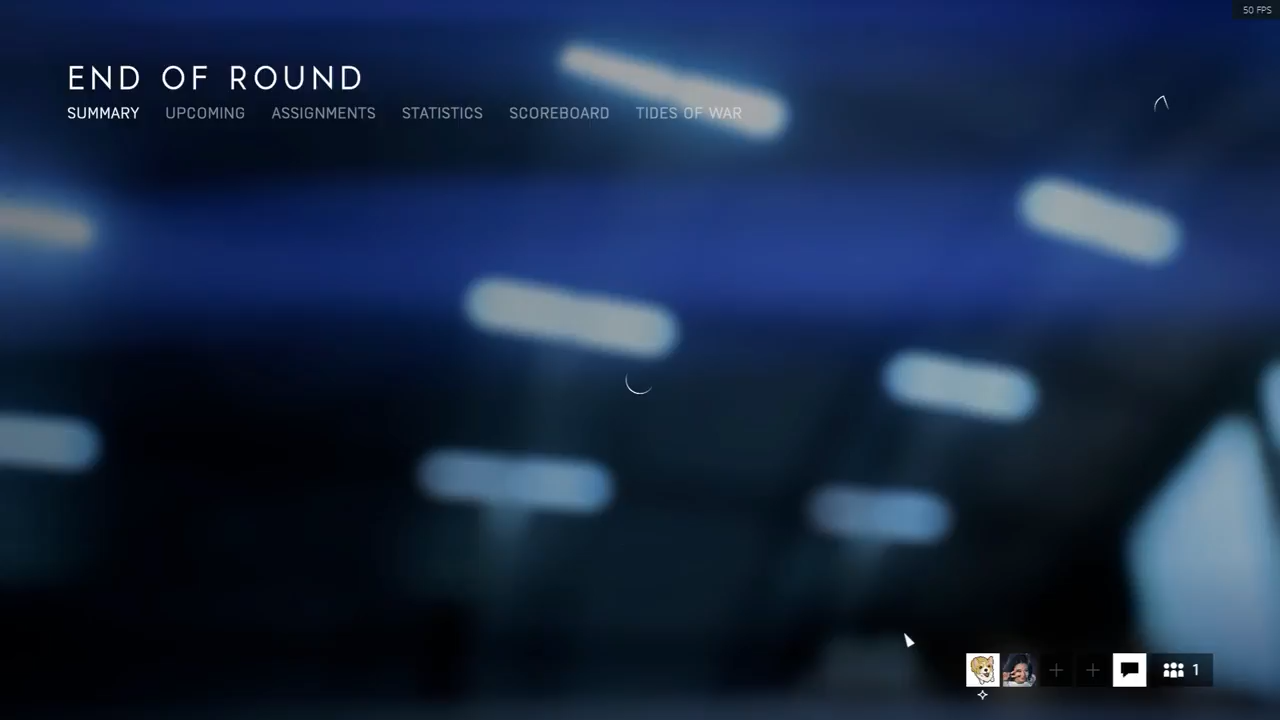 50 FPS
END OF ROUND
SUMMARY UPCOMING ASSIGNMENTS STATISTICS SCOREBOARD TIDES OF WAR
1